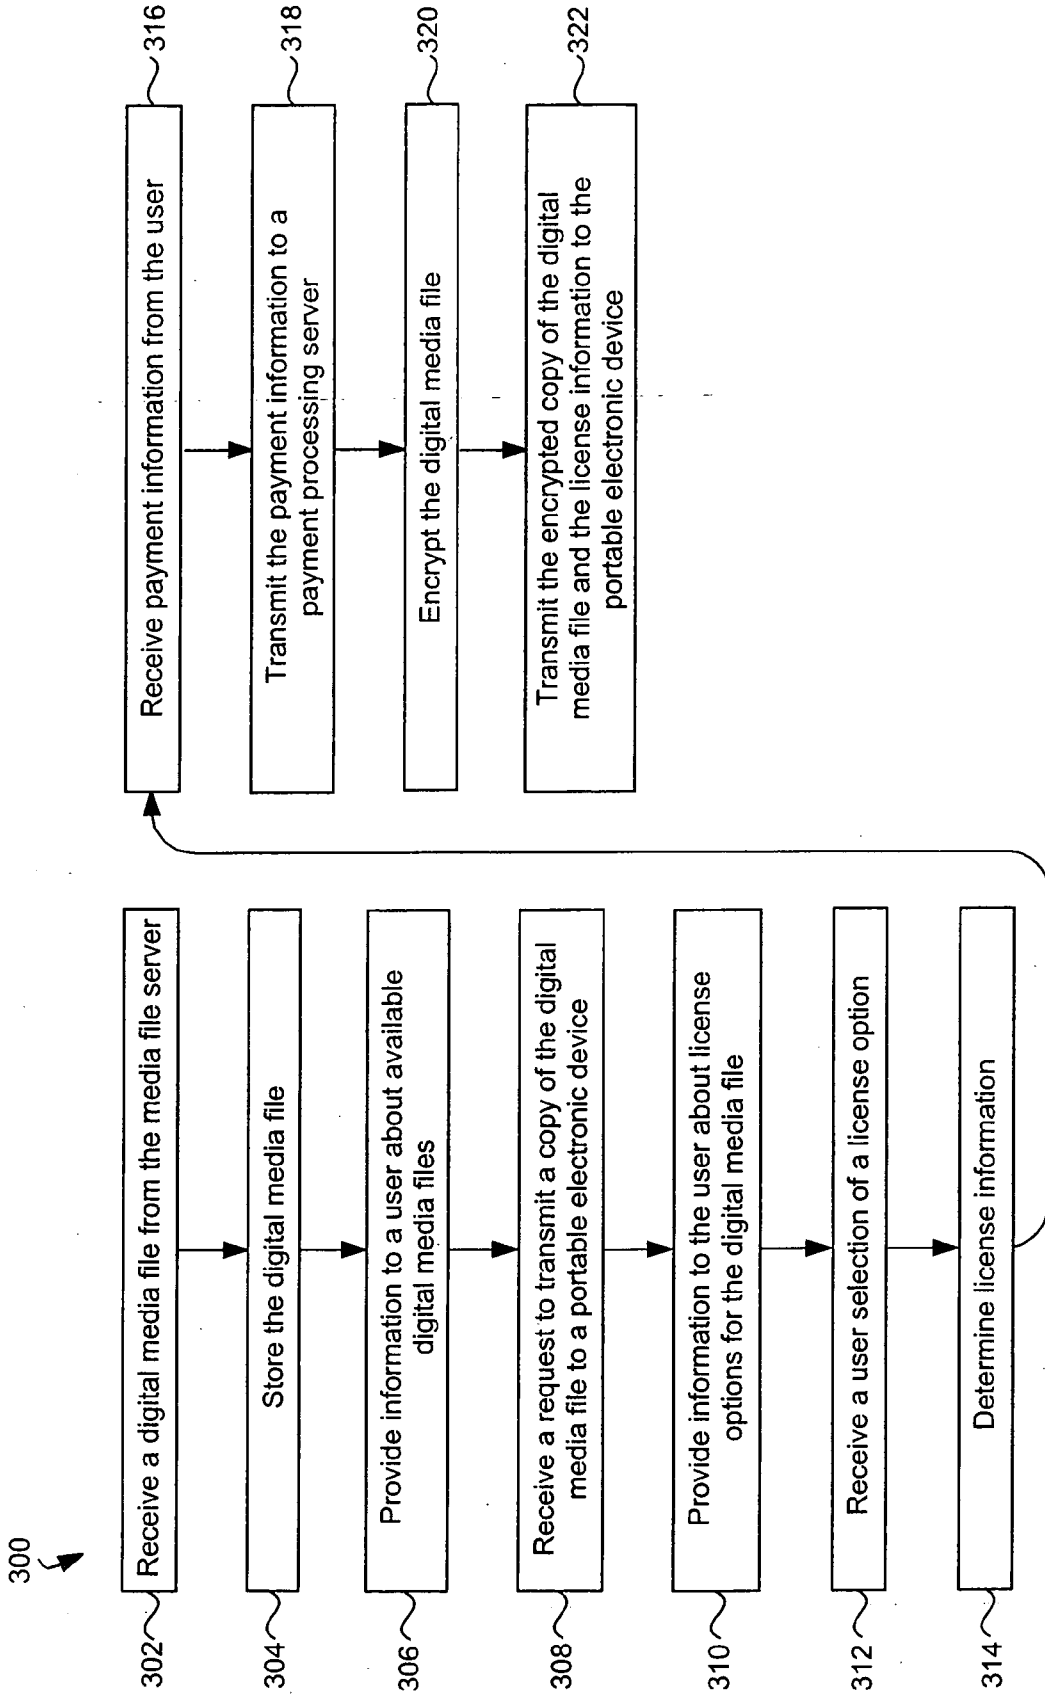 300
302
Receive a digital media file from the media file server
304
Store the digital media file
306
Provide information to a user about available
digital media files
308
Receive a request to transmit a copy of the digital
media file to a portable electronic device
310
Provide information to the user about license
options for the digital media file
312
Receive a user selection of a license option
314
Determine license information
Receive payment information from the user
316
Transmit the payment information to a
payment processing server
318
Encrypt the digital media file
320
Transmit the encrypted copy of the digital
media file and the license information to the
portable electronic device
322